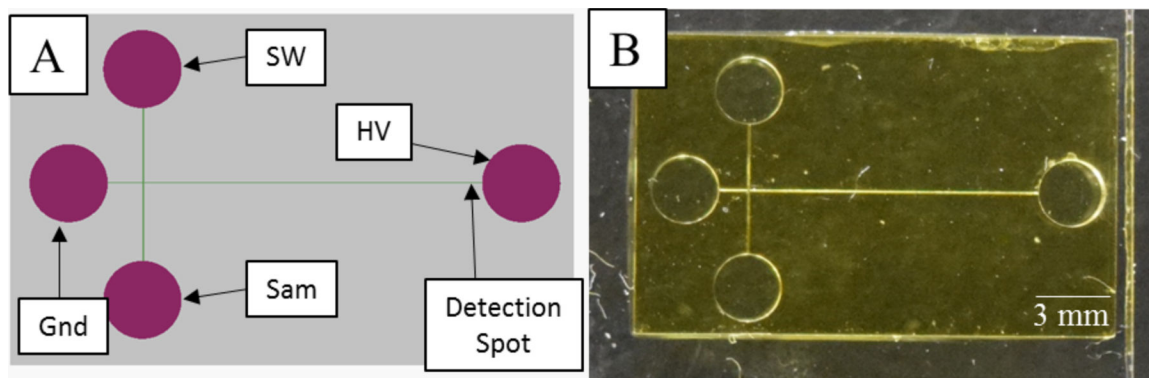 A
SW
HV
Gnd
Sam
Detection
Spot
B
3 mm